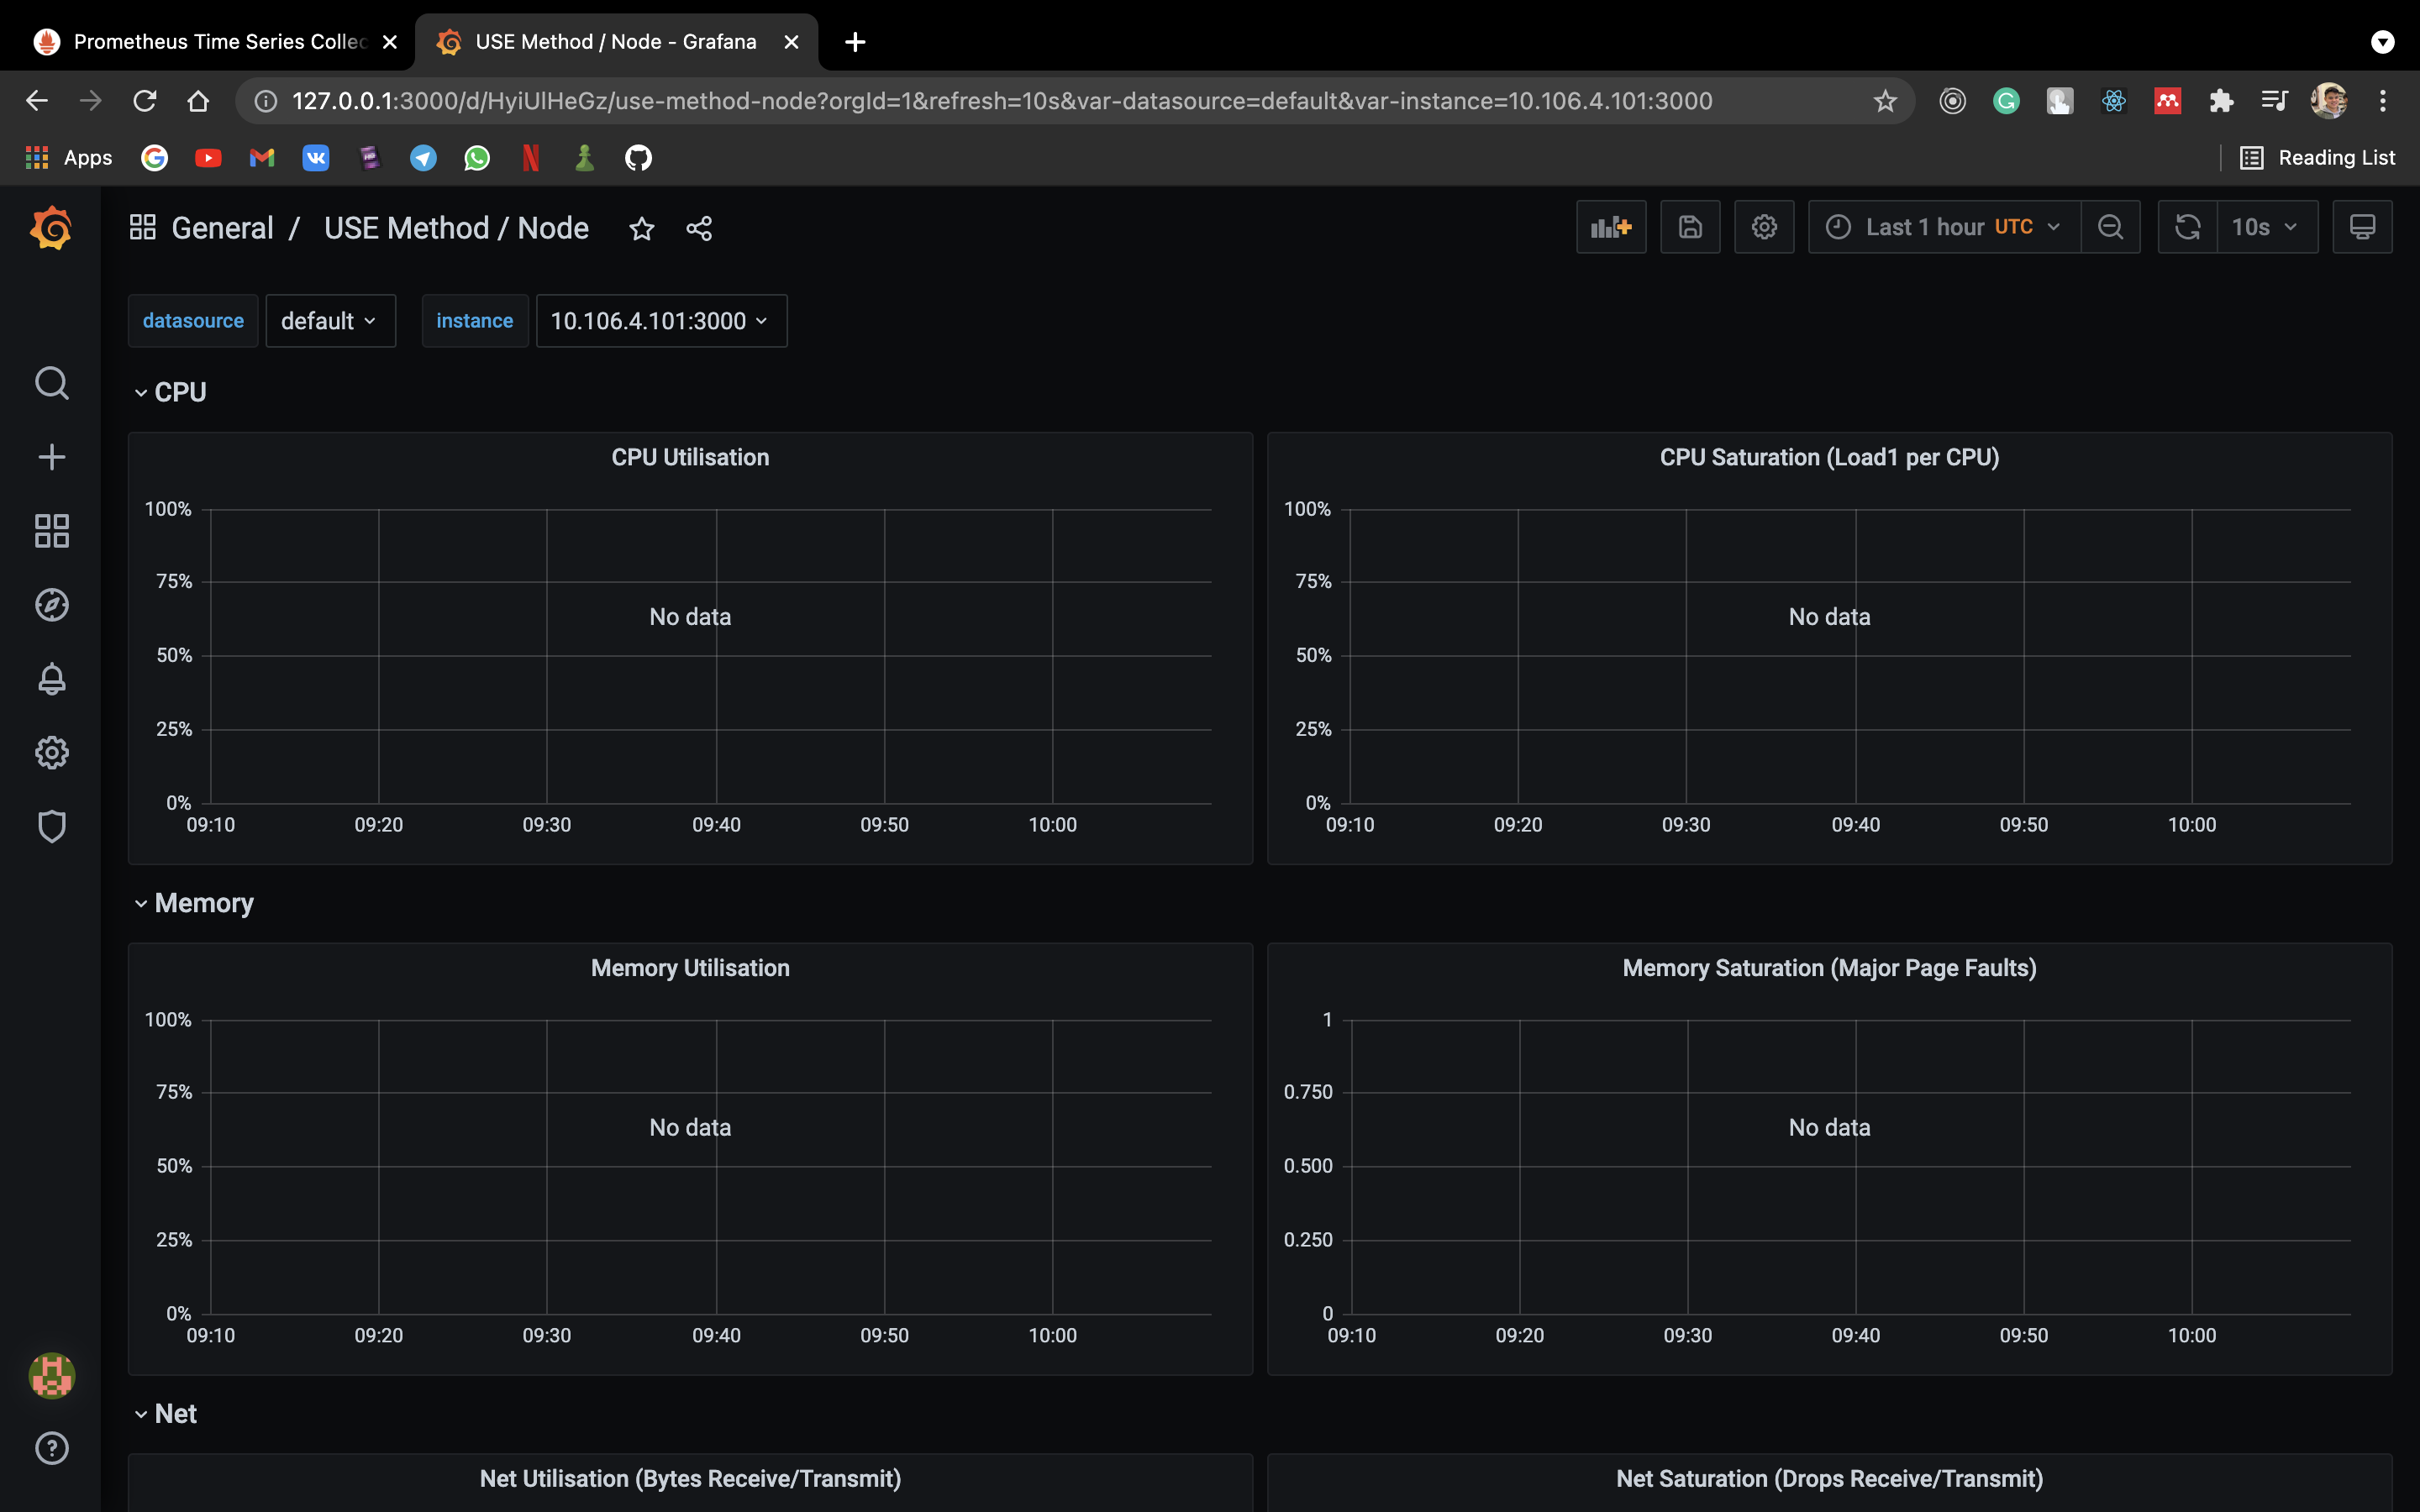 Prometheus Time Series Collec
USE Method / Node - Grafana
127.0.0.1:3000/d/HyiUlHeGz/use-method-node?orgId=1&refresh=10s&var-datasource=default&var-instance=10.106.4.101:3000
Apps
Reading List
General / USE Method / Node
Last 1 hour UTC
10s
datasource default instance 10.106.4.101:3000
CPU
CPU Utilisation
100%
75%
No data
50%
25%
0%
09:10 09:20 09:30 09:40 09:50 10:00
CPU Saturation (Load1 per CPU)
100%
75%
No data
50%
25%
0%
09:10 09:20 09:30 09:40 09:50 10:00
Memory
Memory Utilisation
100%
75%
No data
50%
25%
0%
09:10 09:20 09:30 09:40 09:50 10:00
Memory Saturation (Major Page Faults)
1
0.750
No data
0.500
0.250
0
09:10 09:20 09:30 09:40 09:50 10:00
Net
Net Utilisation (Bytes Receive/Transmit)
Net Saturation (Drops Receive/Transmit)